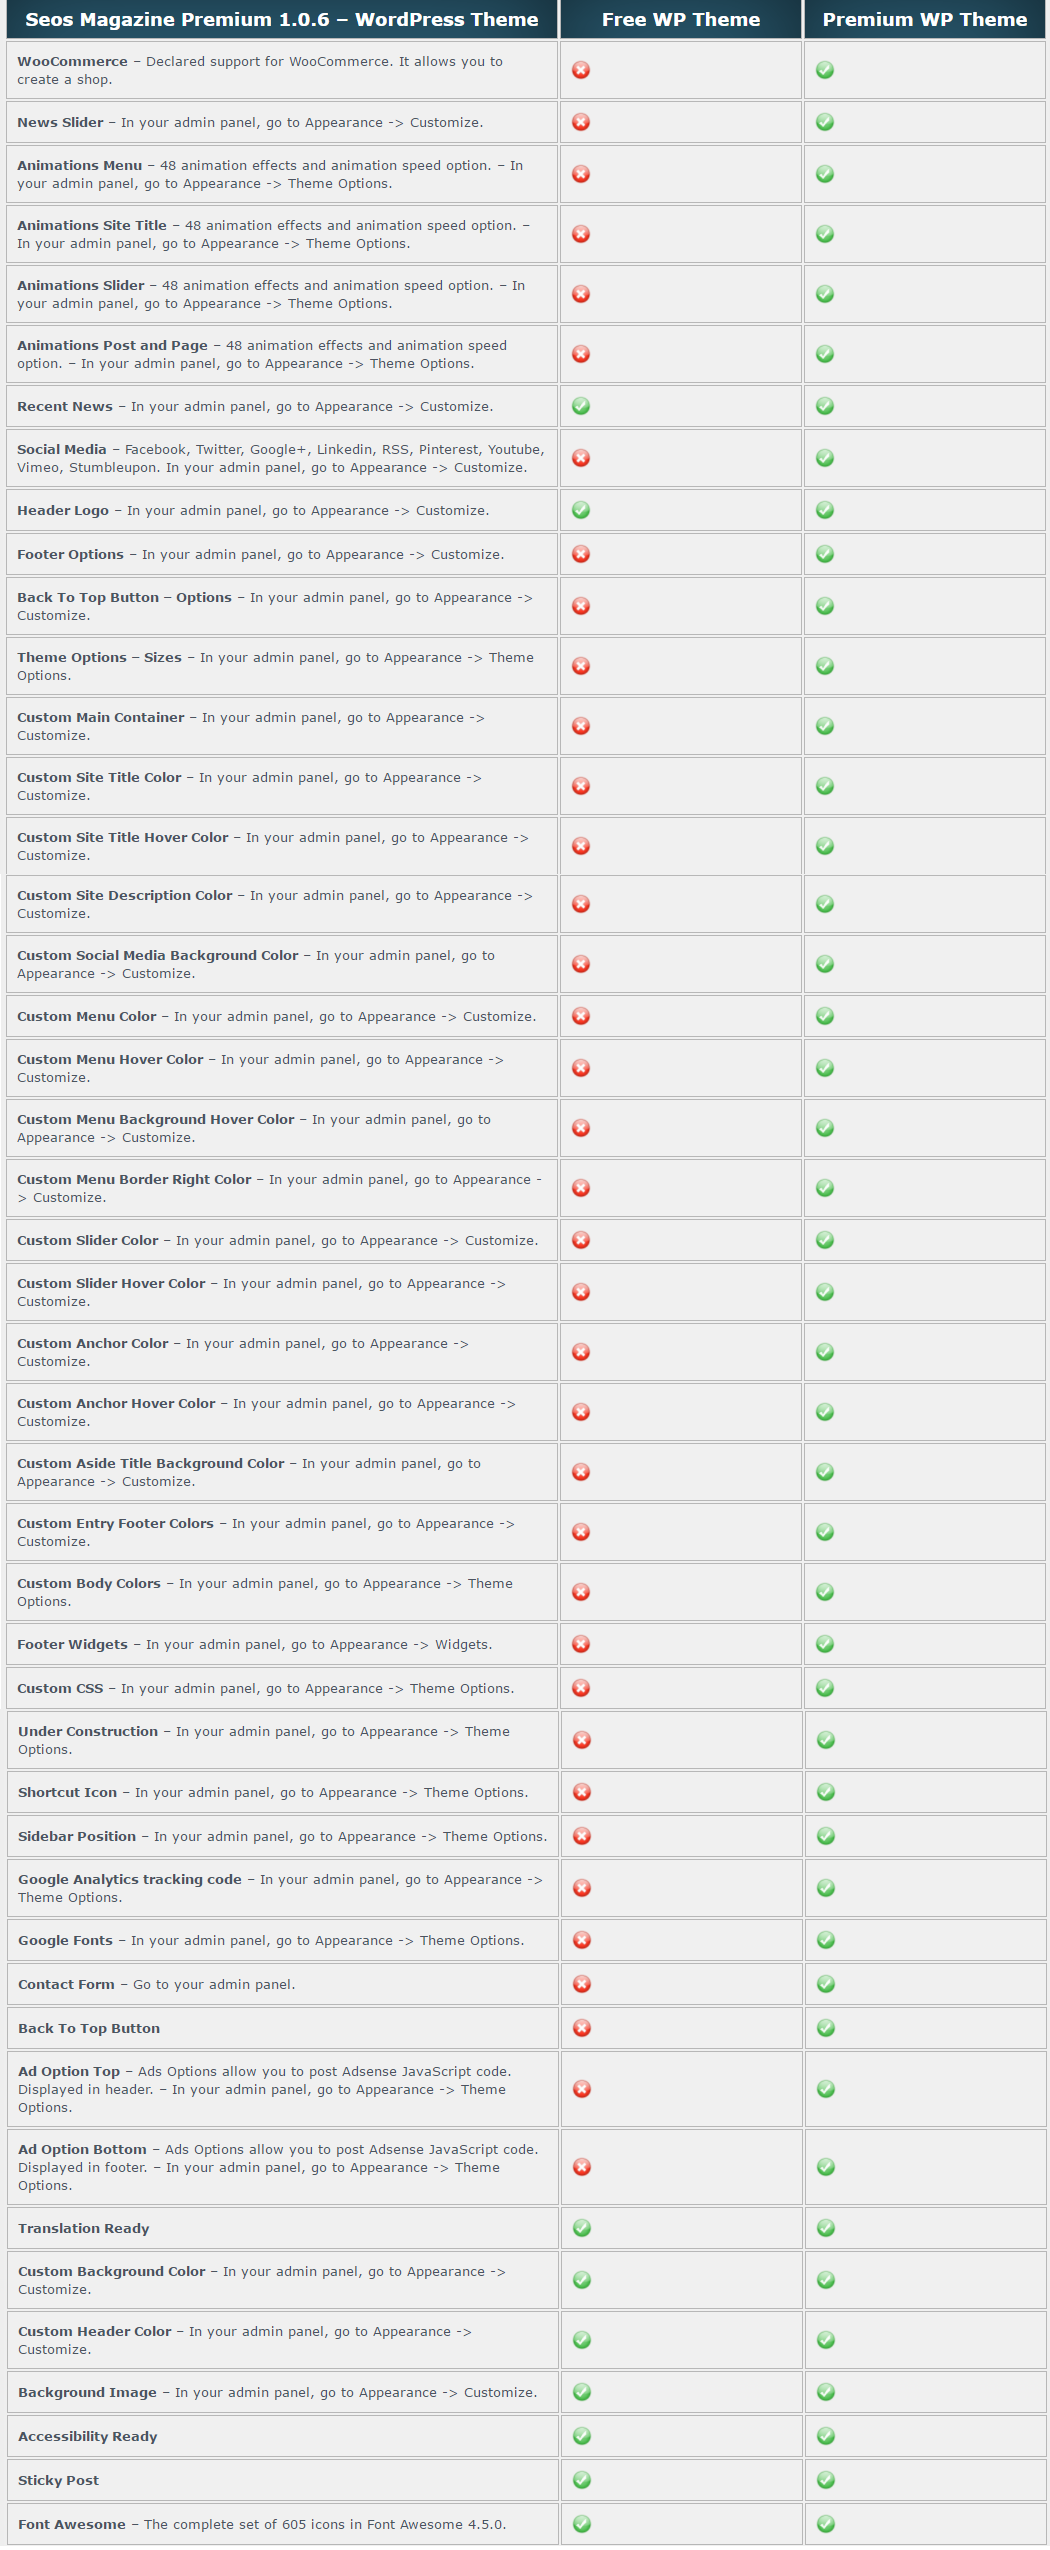 Seos Magazine Premium 1.0.6 – WordPress Theme
Free WP Theme
Premium WP Theme
WooCommerce – Declared support for WooCommerce. It allows you to
create a shop.
News Slider – In your admin panel, go to Appearance -> Customize.
Animations Menu – 48 animation effects and animation speed option. – In
your admin panel, go to Appearance -> Theme Options.
Animations Site Title – 48 animation effects and animation speed option. –
In your admin panel, go to Appearance -> Theme Options.
Animations Slider – 48 animation effects and animation speed option. – In
your admin panel, go to Appearance -> Theme Options.
Animations Post and Page – 48 animation effects and animation speed
option. – In your admin panel, go to Appearance -> Theme Options.
Recent News – In your admin panel, go to Appearance -> Customize.
Social Media – Facebook, Twitter, Google+, Linkedin, RSS, Pinterest, Youtube,
Vimeo, Stumbleupon. In your admin panel, go to Appearance -> Customize.
Header Logo – In your admin panel, go to Appearance -> Customize.
Footer Options – In your admin panel, go to Appearance -> Customize.
Back To Top Button – Options – In your admin panel, go to Appearance ->
Customize.
Theme Options – Sizes – In your admin panel, go to Appearance -> Theme
Options.
Custom Main Container – In your admin panel, go to Appearance ->
Customize.
Custom Site Title Color – In your admin panel, go to Appearance ->
Customize.
Custom Site Title Hover Color – In your admin panel, go to Appearance ->
Customize.
Custom Site Description Color – In your admin panel, go to Appearance ->
Customize.
Custom Social Media Background Color – In your admin panel, go to
Appearance -> Customize.
Custom Menu Color – In your admin panel, go to Appearance -> Customize.
Custom Menu Hover Color – In your admin panel, go to Appearance ->
Customize.
Custom Menu Background Hover Color – In your admin panel, go to
Appearance -> Customize.
Custom Menu Border Right Color – In your admin panel, go to Appearance -
> Customize.
Custom Slider Color – In your admin panel, go to Appearance -> Customize.
Custom Slider Hover Color – In your admin panel, go to Appearance ->
Customize.
Custom Anchor Color – In your admin panel, go to Appearance ->
Customize.
Custom Anchor Hover Color – In your admin panel, go to Appearance ->
Customize.
Custom Aside Title Background Color – In your admin panel, go to
Appearance -> Customize.
Custom Entry Footer Colors – In your admin panel, go to Appearance ->
Customize.
Custom Body Colors – In your admin panel, go to Appearance -> Theme
Options.
Footer Widgets – In your admin panel, go to Appearance -> Widgets.
Custom CSS – In your admin panel, go to Appearance -> Theme Options.
Under Construction – In your admin panel, go to Appearance -> Theme
Options.
Shortcut Icon – In your admin panel, go to Appearance -> Theme Options.
Sidebar Position – In your admin panel, go to Appearance -> Theme Options.
Google Analytics tracking code – In your admin panel, go to Appearance ->
Theme Options.
Google Fonts – In your admin panel, go to Appearance -> Theme Options.
Contact Form – Go to your admin panel.
Back To Top Button
Ad Option Top – Ads Options allow you to post Adsense JavaScript code.
Displayed in header. – In your admin panel, go to Appearance -> Theme
Options.
Ad Option Bottom – Ads Options allow you to post Adsense JavaScript code.
Displayed in footer. – In your admin panel, go to Appearance -> Theme
Options.
Translation Ready
Custom Background Color – In your admin panel, go to Appearance ->
Customize.
Custom Header Color – In your admin panel, go to Appearance ->
Customize.
Background Image – In your admin panel, go to Appearance -> Customize.
Accessibility Ready
Sticky Post
Font Awesome – The complete set of 605 icons in Font Awesome 4.5.0.